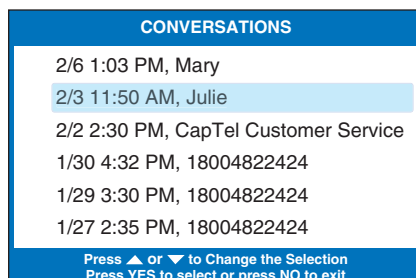 CONVERSATIONS
2/6 1:03 PM, Mary
2/3 11:50 AM, Julie
2/2 2:30 PM, CapTel Customer Service
1/30 4:32 PM, 18004822424
1/29 3:30 PM, 18004822424
1/27 2:35 PM, 18004822424
Press ▲ or ▼ to Change the Selection
Press YES to select or press NO to exit